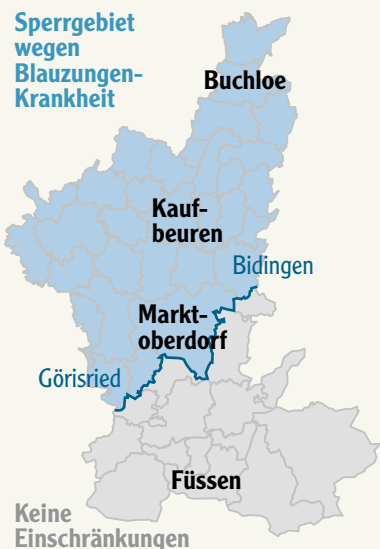 Sperrgebiet
wegen
Blauzungen-
Krankheit
Buchloe
Kauf-
beuren
Bidingen
Markt-
oberdorf
Görisried
Füssen
Keine
Einschränkungen